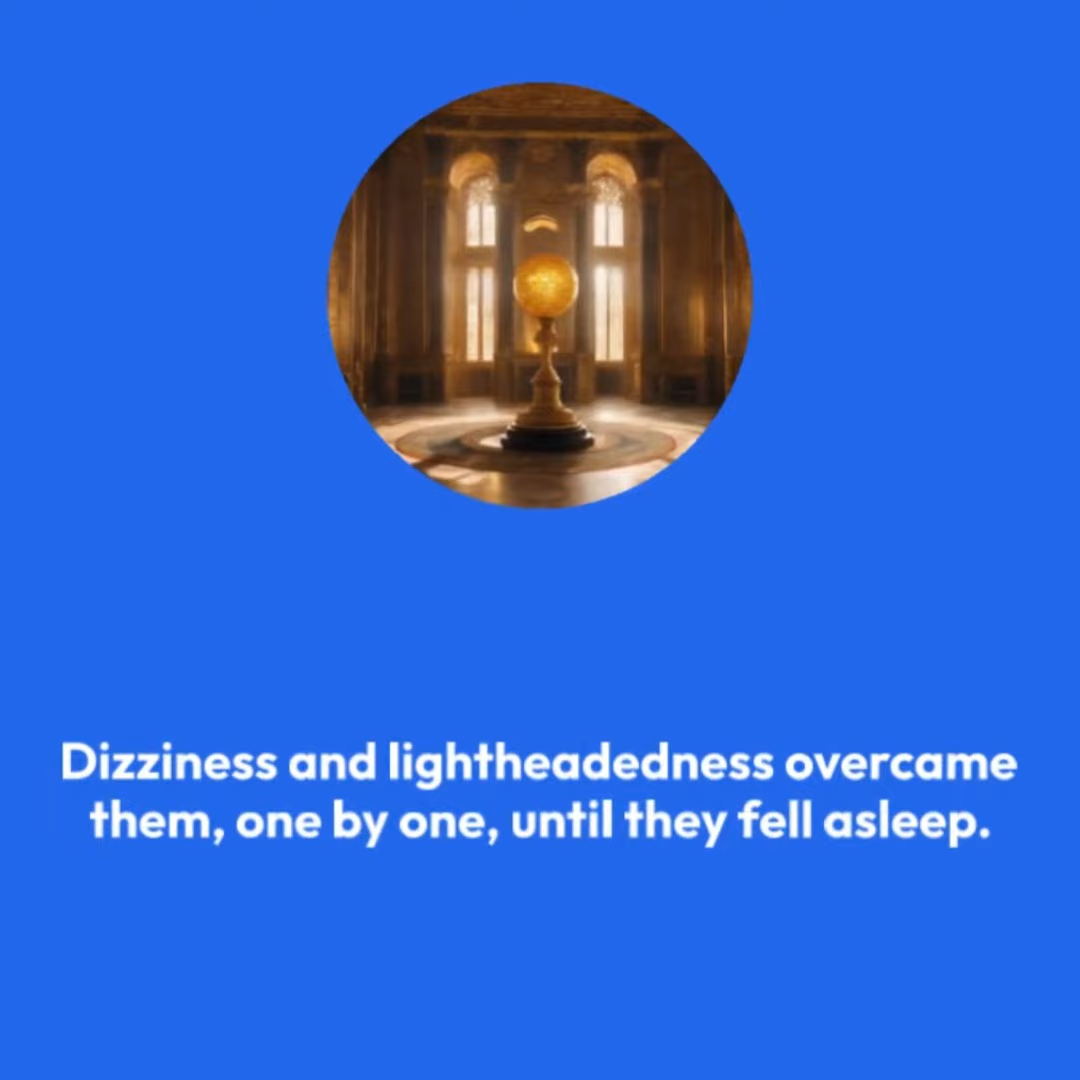 Dizziness and lightheadedness overcame
them, one by one, until they fell asleep.